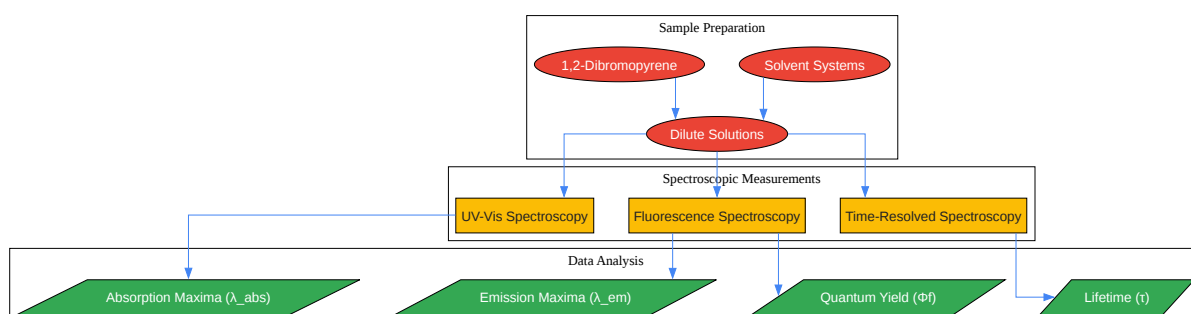 Sample Preparation
1,2-Dibromopyrene
Solvent Systems
Dilute Solutions
Spectroscopic Measurements
UV-Vis Spectroscopy
Fluorescence Spectroscopy
Time-Resolved Spectroscopy
Data Analysis
Absorption Maxima (λ_abs)
Emission Maxima (λ_em)
Quantum Yield (Φf)
Lifetime (τ)